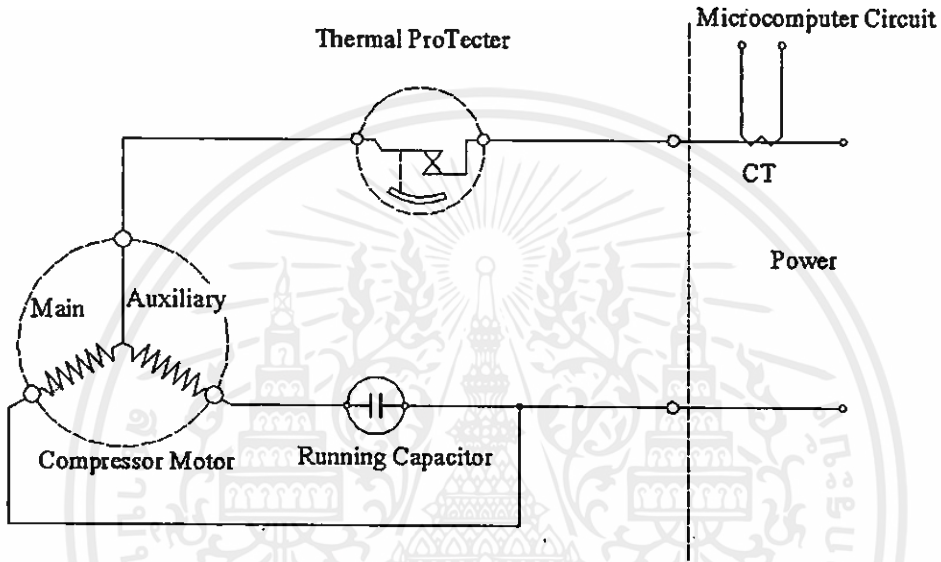 Microcomputer Circuit
Thermal ProTecter
CT
Power
Main
Auxiliary
Compressor Motor
Running Capacitor